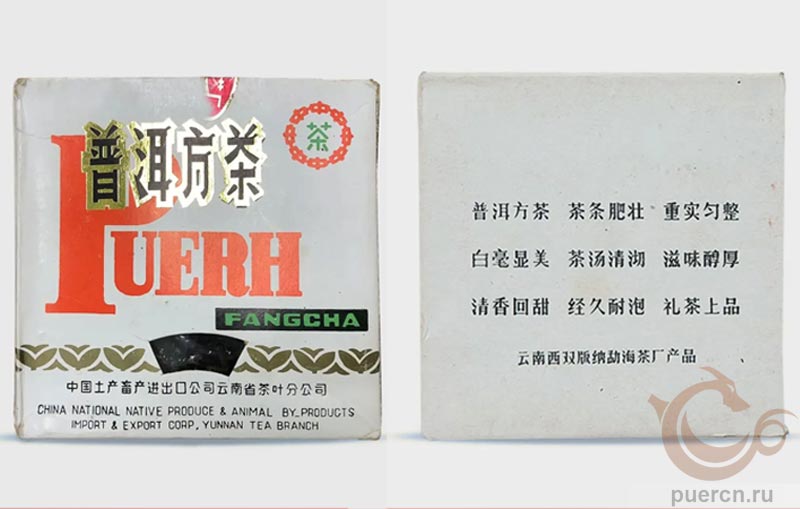 茶
普洱方茶
PUERH
FANGCHA
中国土产畜产进出口公司云南省茶叶分公司
CHINA NATIONAL NATIVE PRODUCE & ANIMAL BY.PRODUCTS
IMPORT & EXPORT CORP, YUNNAN TEA BRANCH
普洱方茶 茶条肥壮 重实匀整
白毫显美 茶汤清沏 滋味醇厚
清香回甜 经久耐泡 礼茶上品
云南西双版纳勐海茶厂产品
puercn.ru